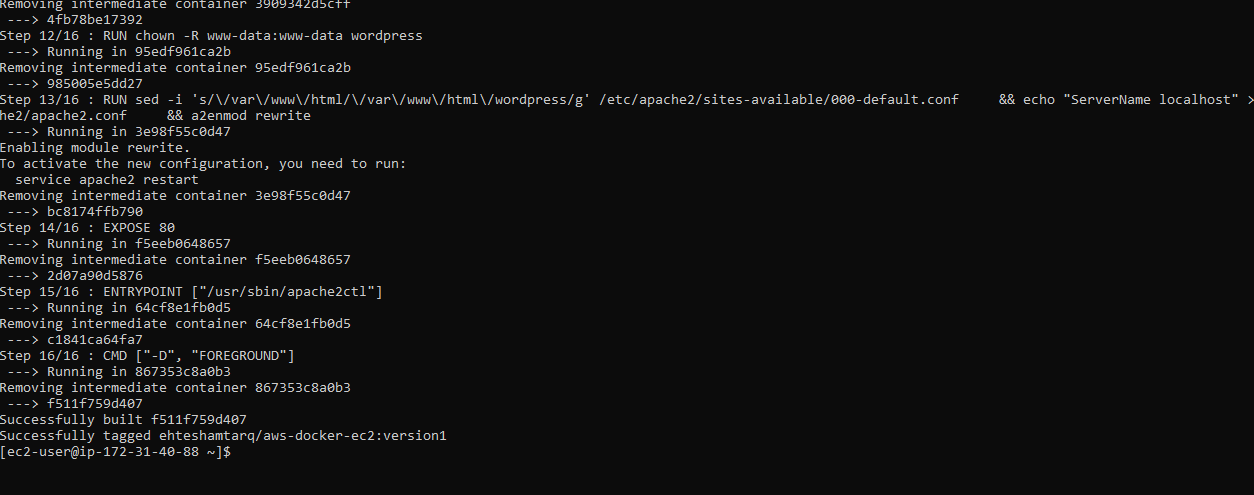 Removing intermediate container 3909342d5cff
 ---> 4fb78be17392
Step 12/16 : RUN chown -R www-data:www-data wordpress
 ---> Running in 95edf961ca2b
Removing intermediate container 95edf961ca2b
 ---> 985005e5dd27
Step 13/16 : RUN sed -i 's/\/var\/www\/html/\/var\/www\/html\/wordpress/g' /etc/apache2/sites-available/000-default.conf     && echo "ServerName localhost" >
he2/apache2.conf     && a2enmod rewrite
 ---> Running in 3e98f55c0d47
Enabling module rewrite.
To activate the new configuration, you need to run:
  service apache2 restart
Removing intermediate container 3e98f55c0d47
 ---> bc8174ffb790
Step 14/16 : EXPOSE 80
 ---> Running in f5eeb0648657
Removing intermediate container f5eeb0648657
 ---> 2d07a90d5876
Step 15/16 : ENTRYPOINT ["/usr/sbin/apache2ctl"]
 ---> Running in 64cf8e1fb0d5
Removing intermediate container 64cf8e1fb0d5
 ---> c1841ca64fa7
Step 16/16 : CMD ["-D", "FOREGROUND"]
 ---> Running in 867353c8a0b3
Removing intermediate container 867353c8a0b3
 ---> f511f759d407
Successfully built f511f759d407
Successfully tagged ehteshamtarq/aws-docker-ec2:version1
[ec2-user@ip-172-31-40-88 ~]$